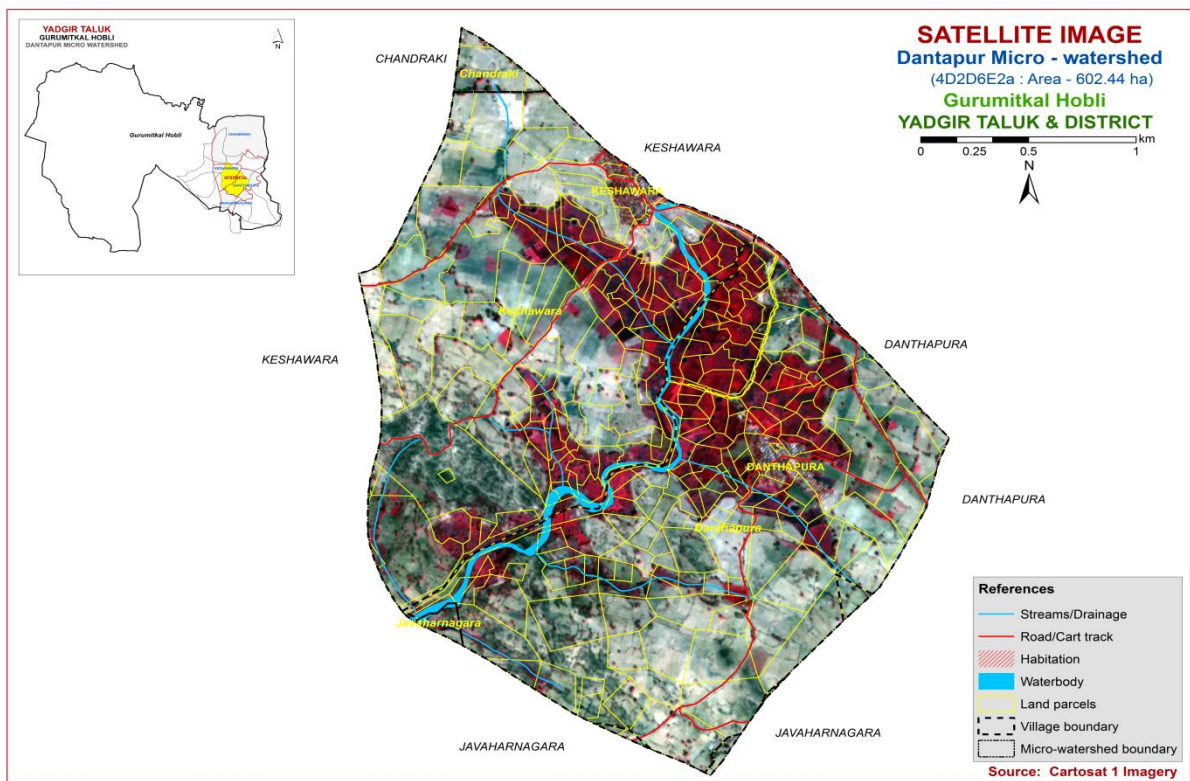 YADGIR TALUK
GURUMITKAL HOBLI
DANTAPUR MICRO WATERSHED
N
Gurumitkal Hobli
CHANDRAKI
SATELLITE IMAGE
Dantapur Micro - watershed
(4D2D6E2a : Area - 602.44 ha)
Gurumitkal Hobli
YADGIR TALUK & DISTRICT
km
0 0.25 0.5 1
N
CHANDRAKI
Chandraki
KESHAWARA
KESHAWARA
Keshawara
KESHAWARA
DANTHAPURA
DANTHAPURA
DANTHAPURA
Danthapura
Javaharnagara
JAVAHARNAGARA
JAVAHARNAGARA
References
Streams/Drainage
Road/Cart track
Habitation
Waterbody
Land parcels
Village boundary
Micro-watershed boundary
Source: Cartosat 1 Imagery